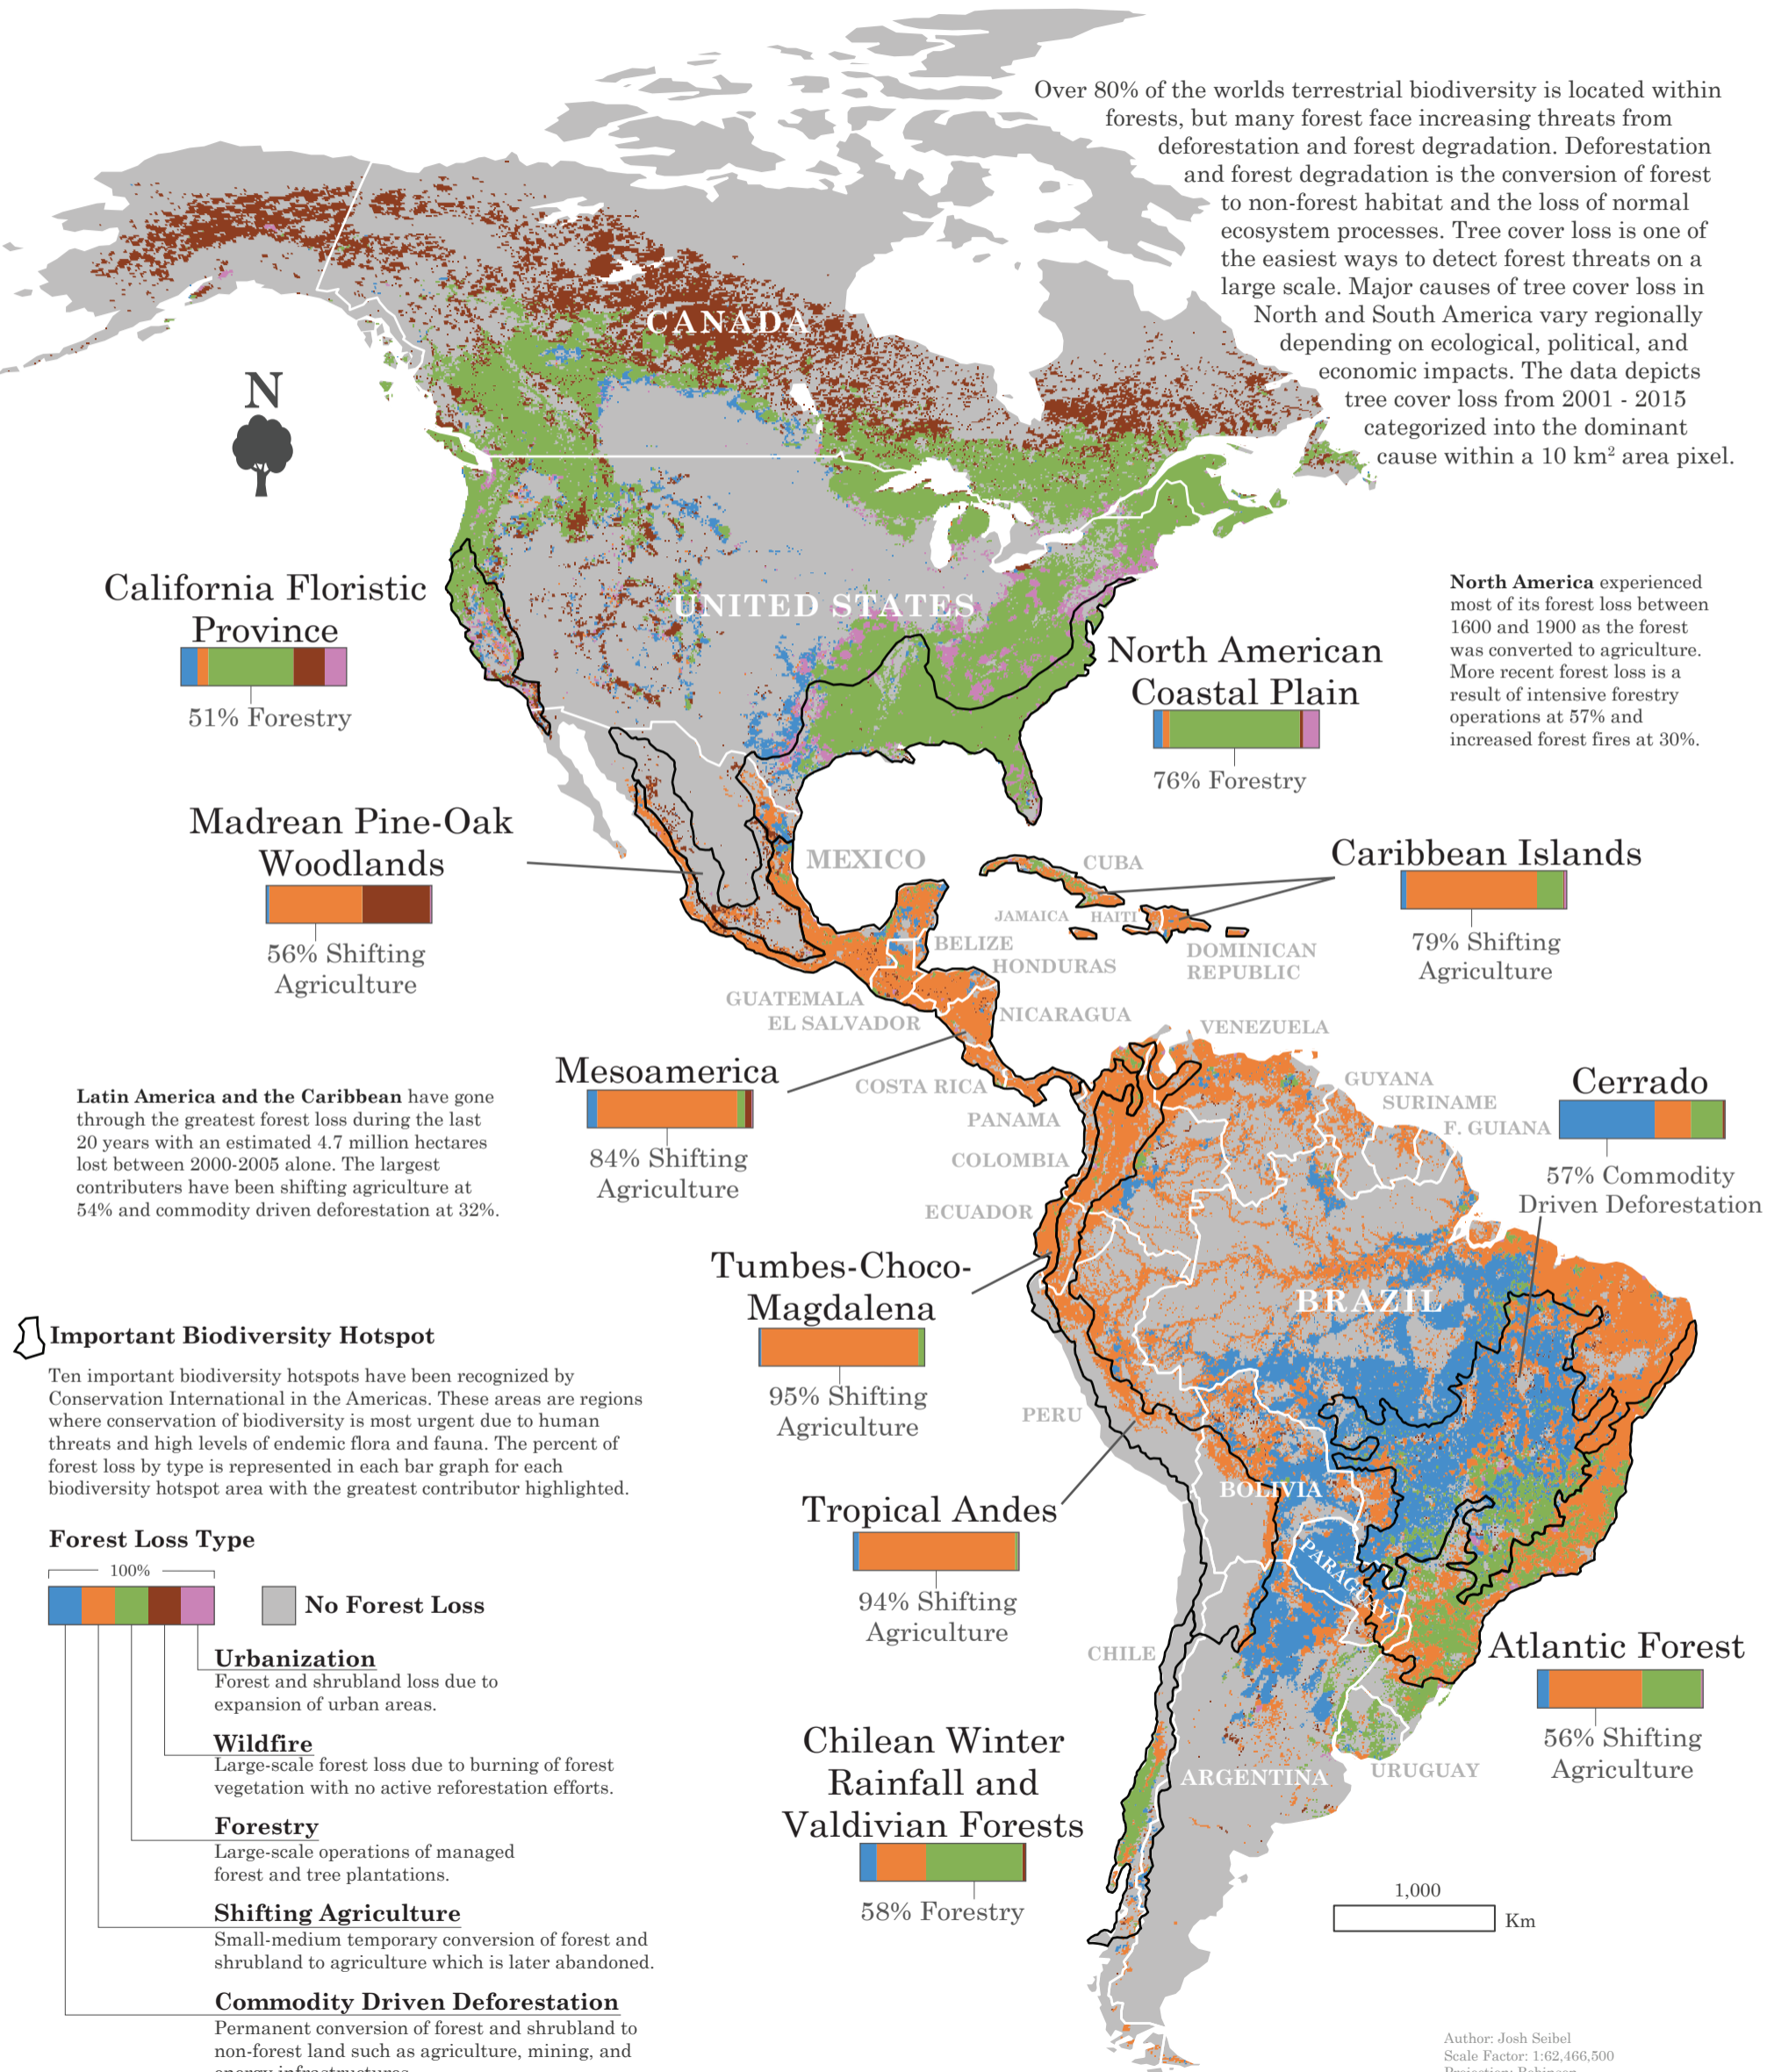 Over 80% of the worlds terrestrial biodiversity is located within
forests, but many forest face increasing threats from
deforestation and forest degradation. Deforestation
and forest degradation is the conversion of forest
to non-forest habitat and the loss of normal
ecosystem processes. Tree cover loss is one of
the easiest ways to detect forest threats on a
large scale. Major causes of tree cover loss in
North and South America vary regionally
depending on ecological, political, and
economic impacts. The data depicts
tree cover loss from 2001 - 2015
categorized into the dominant
cause within a 10 km² area pixel.
CANADA
N
UNITED STATES
California Floristic
Province
51% Forestry
North American
Coastal Plain
76% Forestry
North America experienced
most of its forest loss between
1600 and 1900 as the forest
was converted to agriculture.
More recent forest loss is a
result of intensive forestry
operations at 57% and
increased forest fires at 30%.
Madrean Pine-Oak
Woodlands
56% Shifting
Agriculture
MEXICO
CUBA
JAMAICA
HAITI
DOMINICAN
REPUBLIC
Caribbean Islands
79% Shifting
Agriculture
BELIZE
HONDURAS
GUATEMALA
EL SALVADOR
NICARAGUA
COSTA RICA
PANAMA
Mesoamerica
84% Shifting
Agriculture
VENEZUELA
GUYANA
SURINAME
F. GUIANA
COLOMBIA
ECUADOR
Cerrado
57% Commodity
Driven Deforestation
Latin America and the Caribbean have gone
through the greatest forest loss during the last
20 years with an estimated 4.7 million hectares
lost between 2000-2005 alone. The largest
contributers have been shifting agriculture at
54% and commodity driven deforestation at 32%.
Tumbes-Choco-
Magdalena
95% Shifting
Agriculture
BRAZIL
PERU
BOLIVIA
PARAGUAY
Important Biodiversity Hotspot
Ten important biodiversity hotspots have been recognized by
Conservation International in the Americas. These areas are regions
where conservation of biodiversity is most urgent due to human
threats and high levels of endemic flora and fauna. The percent of
forest loss by type is represented in each bar graph for each
biodiversity hotspot area with the greatest contributor highlighted.
Tropical Andes
94% Shifting
Agriculture
CHILE
Atlantic Forest
56% Shifting
Agriculture
ARGENTINA
URUGUAY
Chilean Winter
Rainfall and
Valdivian Forests
58% Forestry
Forest Loss Type
100%
No Forest Loss
Urbanization
Forest and shrubland loss due to
expansion of urban areas.
Wildfire
Large-scale forest loss due to burning of forest
vegetation with no active reforestation efforts.
Forestry
Large-scale operations of managed
forest and tree plantations.
Shifting Agriculture
Small-medium temporary conversion of forest and
shrubland to agriculture which is later abandoned.
Commodity Driven Deforestation
Permanent conversion of forest and shrubland to
non-forest land such as agriculture, mining, and
1,000
Km
Author: Josh Seibel
Scale Factor: 1:62,466,500